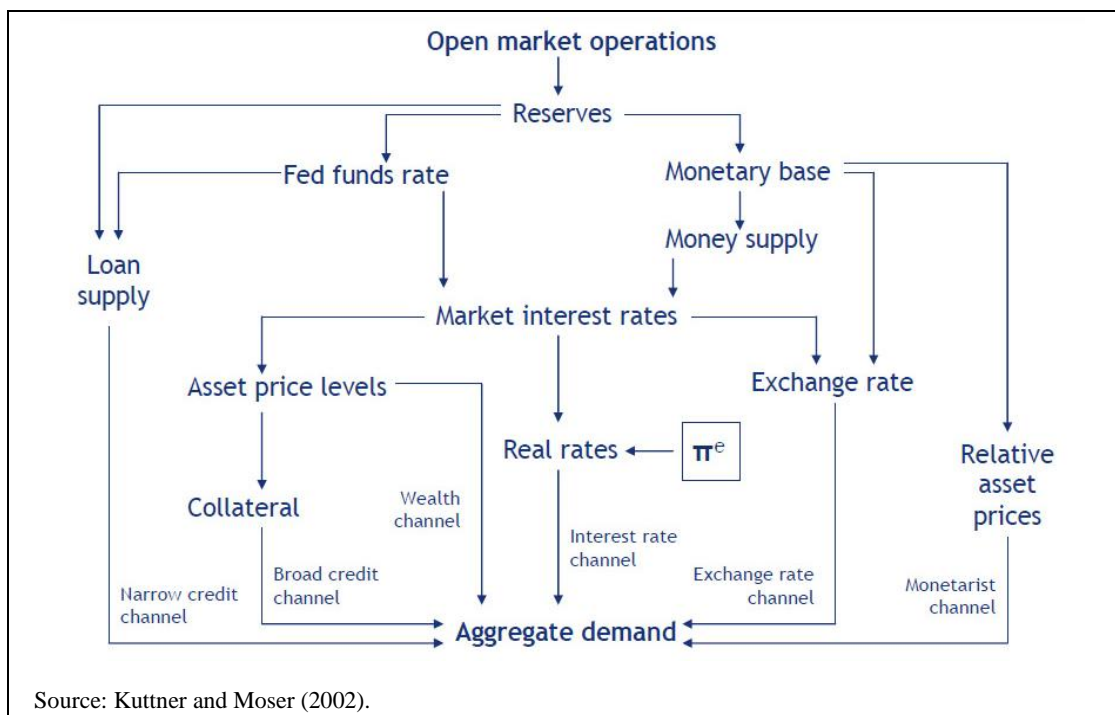 Open market operations
Reserves
Fed funds rate
Monetary base
Money supply
Loan
supply
Market interest rates
Asset price levels
Exchange rate
Real rates
πe
Relative
asset
prices
Collateral
Wealth
channel
Interest rate
channel
Broad credit
channel
Exchange rate
channel
Narrow credit
channel
Monetarist
channel
Aggregate demand
Source: Kuttner and Moser (2002).